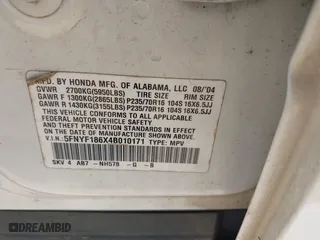 MFD. BY HONDA MFG. OF ALABAMA, LLC 08/'04
GVWR 2700KG(5950LBS) TIRE SIZE RIM SIZE
GAWR F 1300KG(2865LBS)P235/70R16 104S 16X6.5JJ
GAWR R 1430KG(3155LBS)P235/70R16 104S 16X6.5JJ
THIS VEHICLE CONFORMS TO ALL APPLICABLE
FEDERAL MOTOR VEHICLE SAFETY AND
THEFT PREVENTION STANDARDS IN EFFECT ON
THE DATE OF MANUFACTURE SHOWN ABOVE.
V.I.N. 5FNYF186X4B010171 TYPE: MPV
SKV 4 AB7 -NH578 -G -B
© STATBIDCARS
DREAMBID.COM